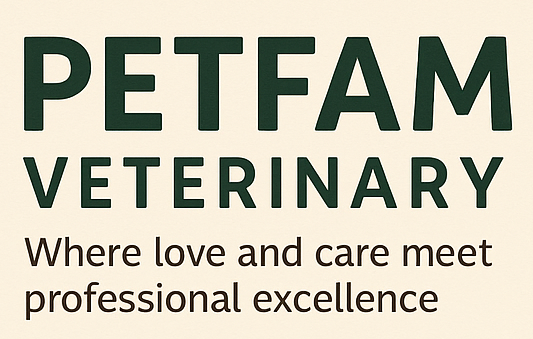 PETFAM
VETERINARY
Where love and care meet
professional excellence